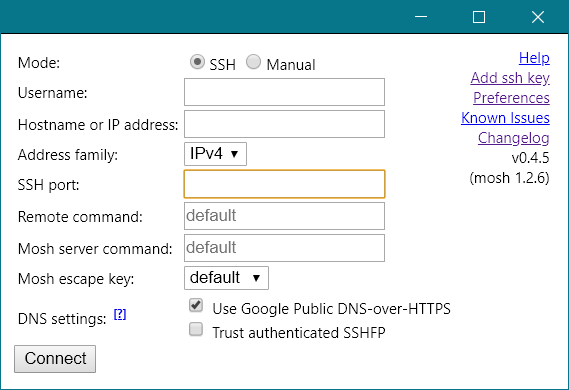 Mode: SSH Manual Help
Add ssh key
Username: Preferences
Hostname or IP address: Known Issues
Changelog
Address family: IPv4 v0.4.5
(mosh 1.2.6)
SSH port:
Remote command: default
Mosh server command: default
Mosh escape key: default
DNS settings: [?] Use Google Public DNS-over-HTTPS
Trust authenticated SSHFP
Connect